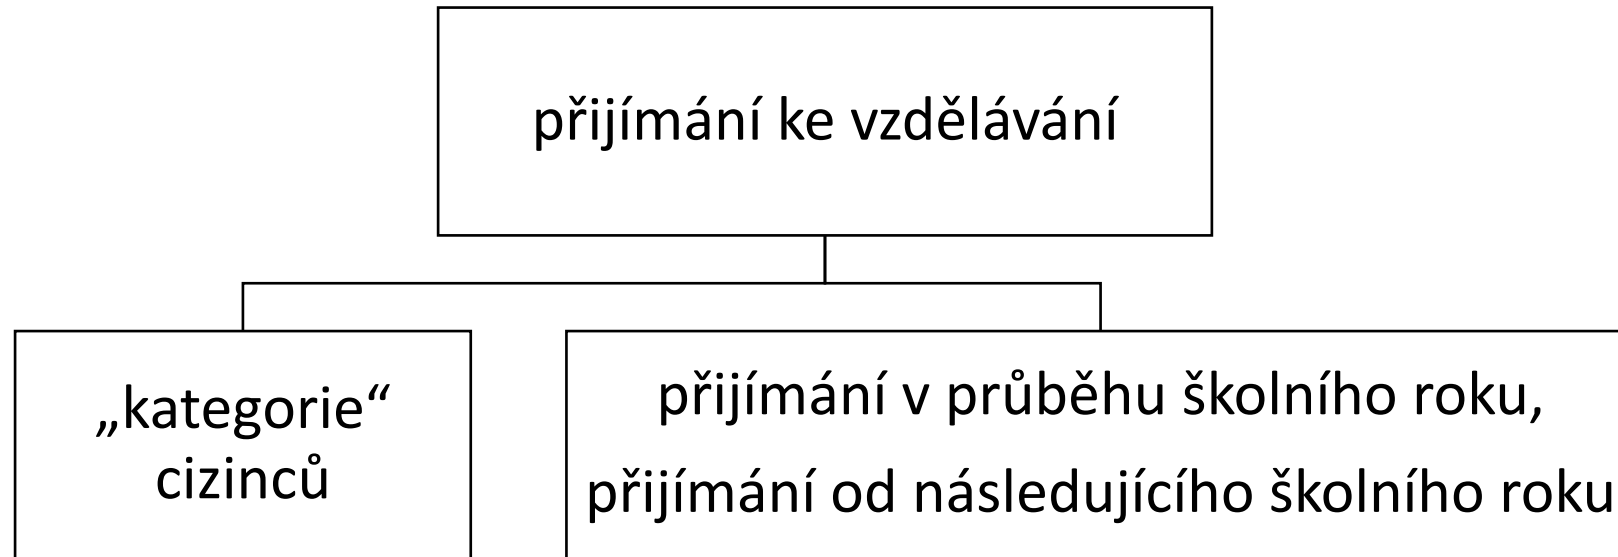 přijímání ke vzdělávání
„kategorie“
cizinců
přijímání v průběhu školního roku,
přijímání od následujícího školního roku